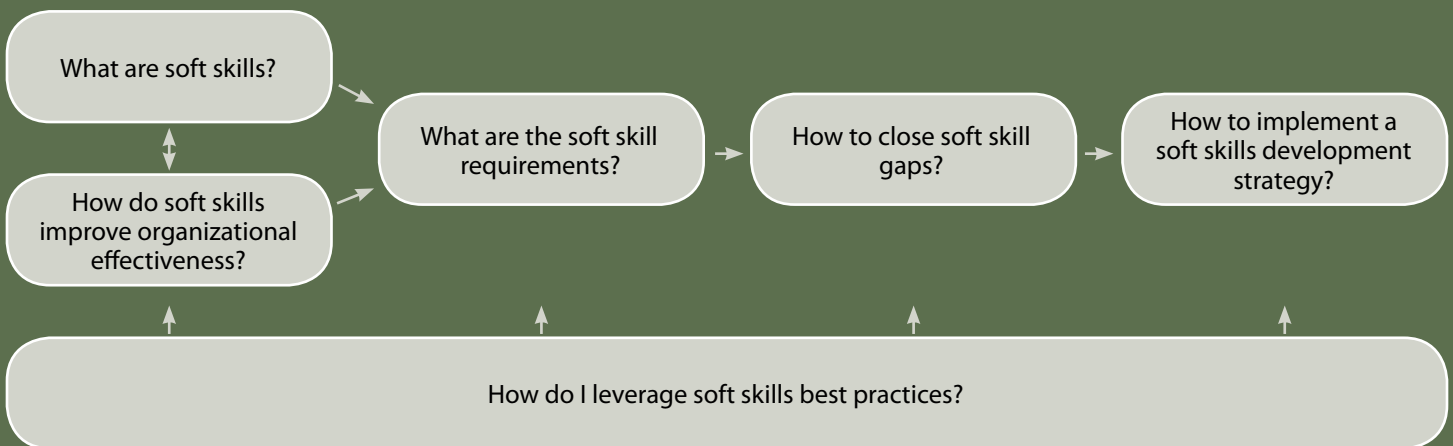 What are soft skills?
How do soft skills
improve organizational
effectiveness?
What are the soft skill
requirements?
How to close soft skill
gaps?
How to implement a
soft skills development
strategy?
How do I leverage soft skills best practices?